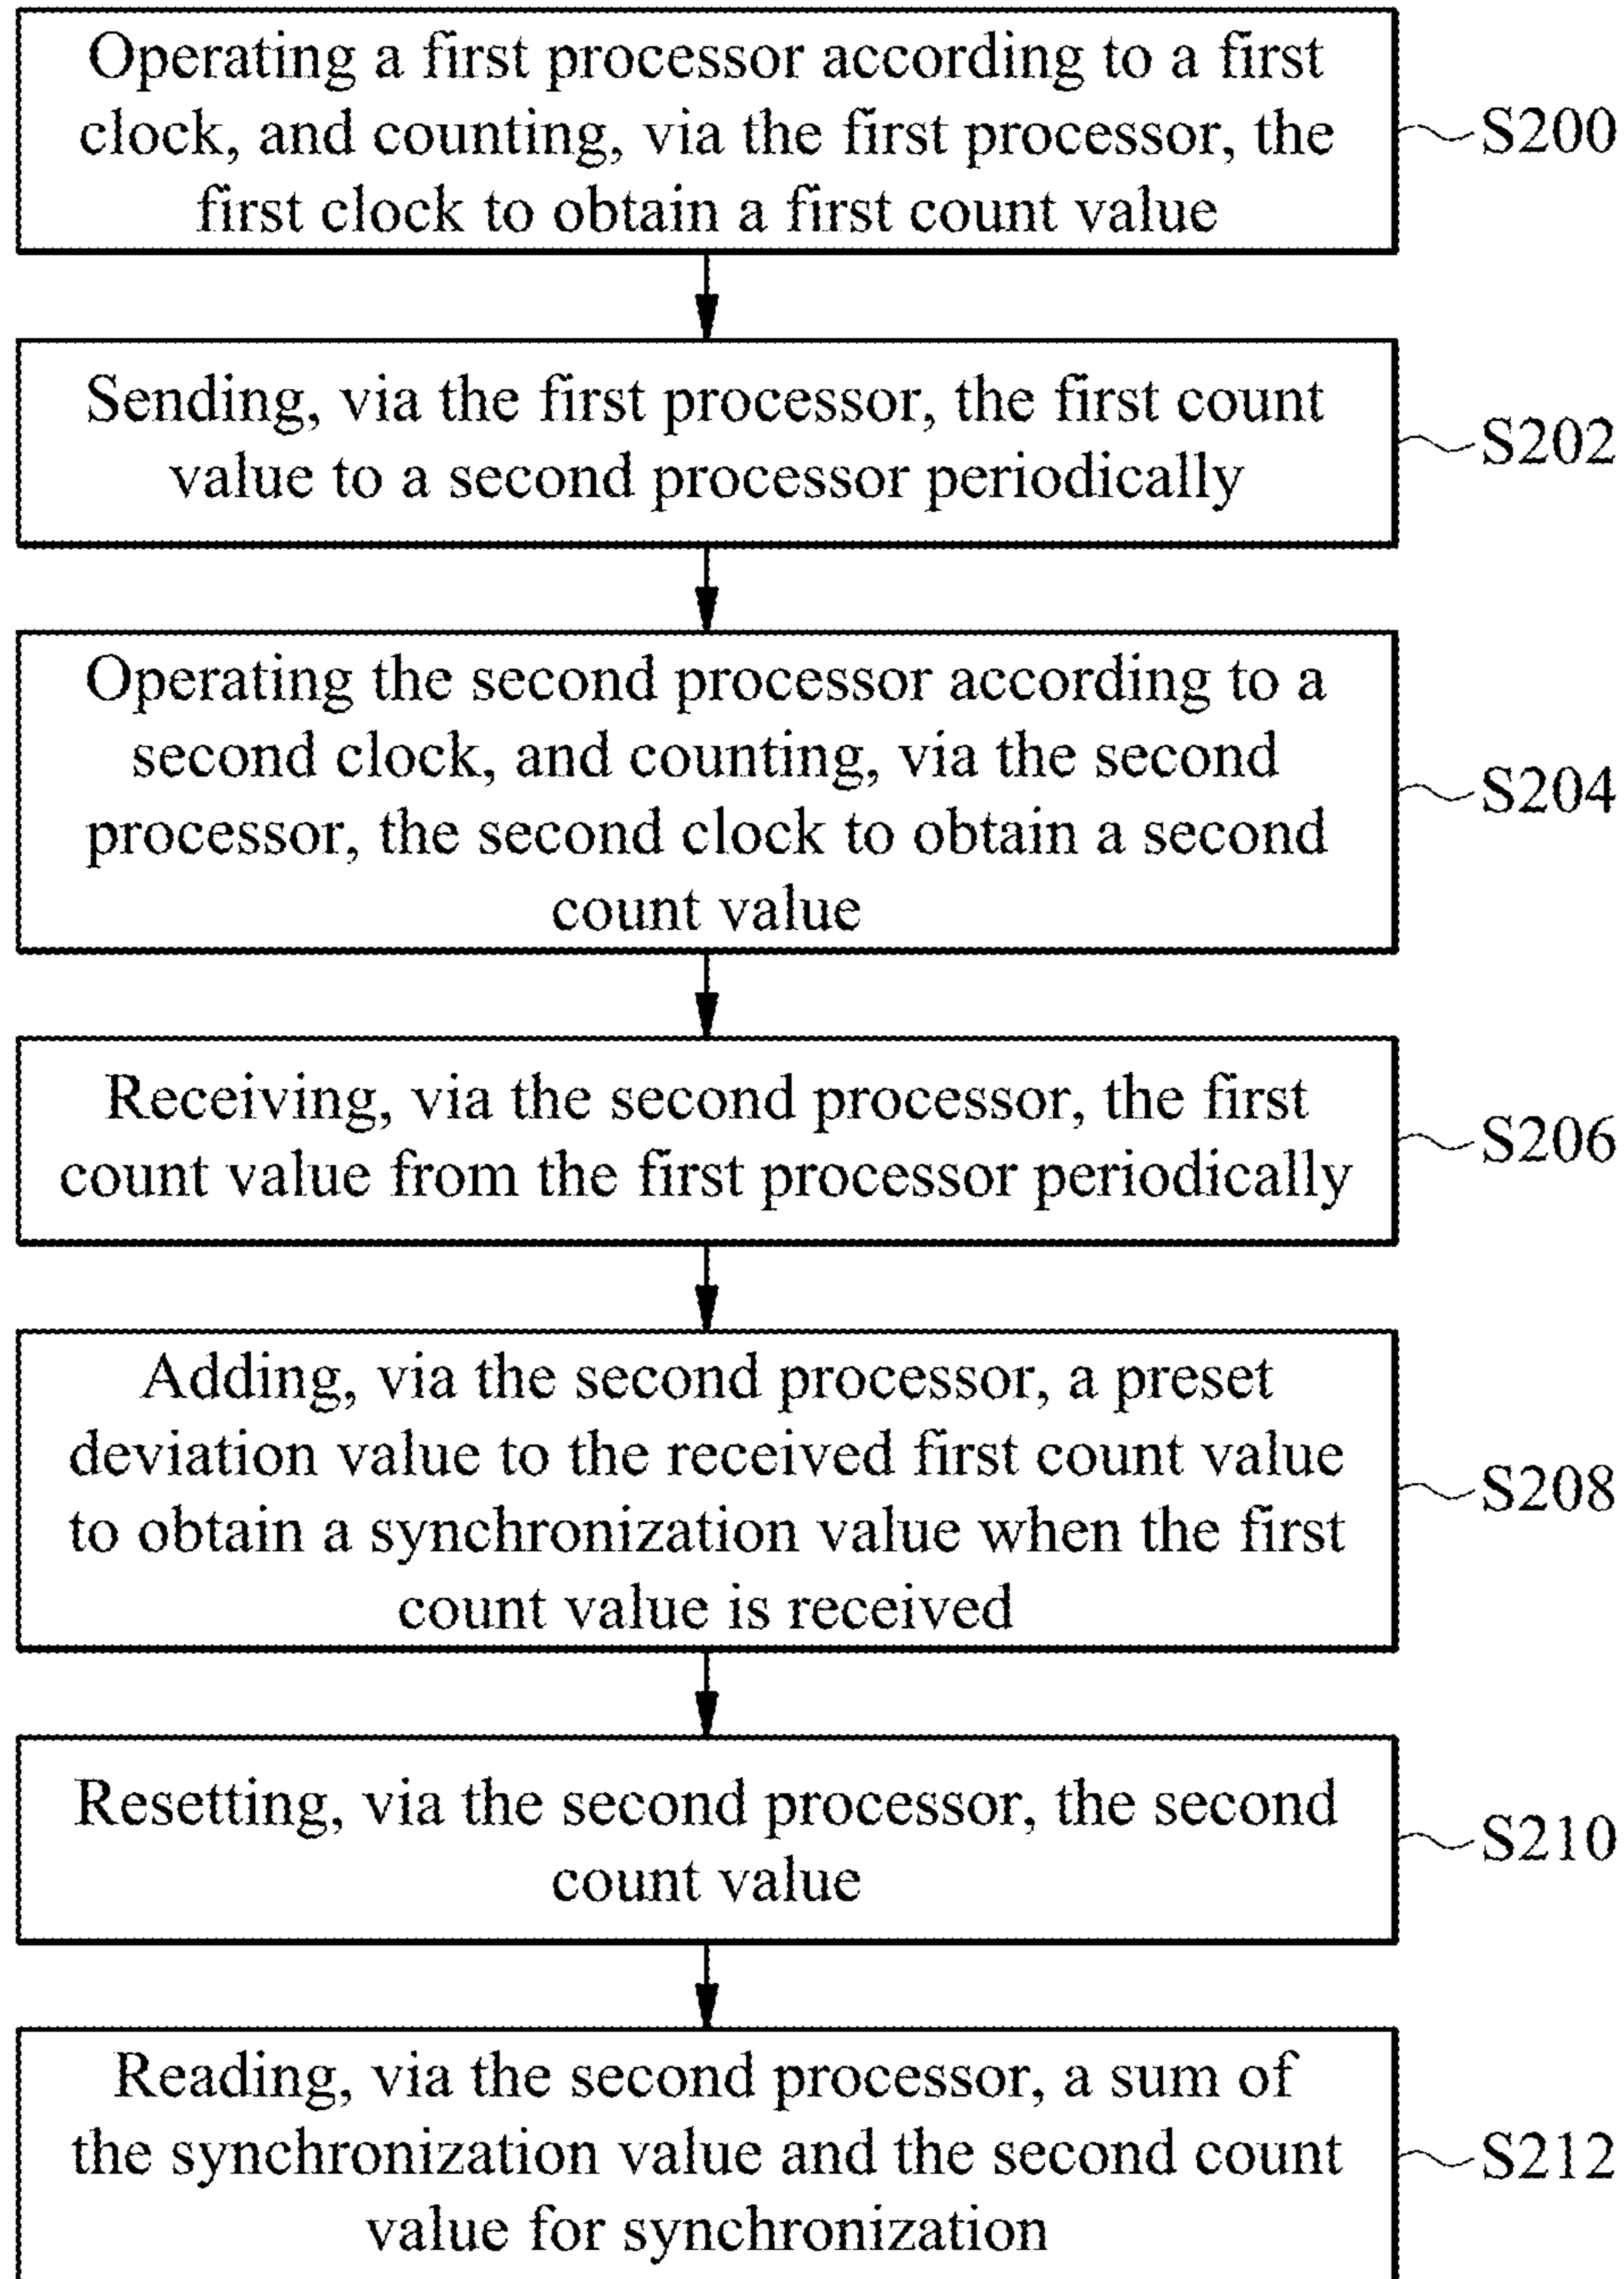 Operating a first processor according to a first
clock, and counting, via the first processor, the
first clock to obtain a first count value
S200
Sending, via the first processor, the first count
value to a second processor periodically
S202
Operating the second processor according to a
second clock, and counting, via the second
processor, the second clock to obtain a second
count value
S204
Receiving, via the second processor, the first
count value from the first processor periodically
S206
Adding, via the second processor, a preset
deviation value to the received first count value
to obtain a synchronization value when the first
count value is received
S208
Resetting, via the second processor, the second
count value
S210
Reading, via the second processor, a sum of
the synchronization value and the second count
value for synchronization
S212